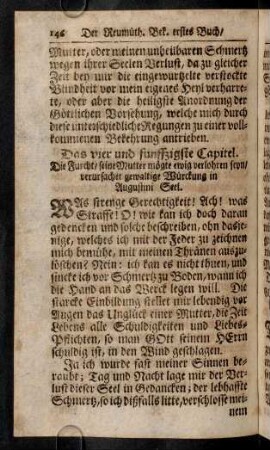 146 Der Reumüth. Bek. erstes Buch/
Mutter, oder meinen unheilbaren Schmertz
wegen ihrer Seelen Verlust, da zu gleicher
Zeit bey mir die eingewurtzelte verstockte
Blindheit vor mein eigenes Heyl verharre-
te, oder aber die heiligste Anordnung der
Göttlichen Vorsehung, welche mich durch
diese unterschiedliche Regungen zu einer voll-
kommenen Bekehrung antrieben.
Das vier und fünffzigste Capitel.
Die Furcht/ seine Mutter mögte ewig verlohren seyn/
verursachet gewaltige Würckung in
Augustini Seel.
WAs strenge Gerechtigkeit! Ach! was
Straffe! O! wie kan ich doch daran
gedencken und solche beschreiben, ohn dasje-
nige, welches ich mit der Feder zu zeichnen
mich bemühe, mit meinen Thränen auszu-
löschen? Nein: ich kan es nicht thun, und
sincke ich vor Schmertz zu Boden, wann ich
die Hand an das Werck legen will. Die
starcke Einbildung stellet mir lebendig vor
Augen das Unglück einer Mutter, die Zeit
Lebens alle Schuldigkeiten und Liebes-
Pflichten, so man GOtt seinem HErrn
schuldig ist, in den Wind geschlagen.
Ja ich wurde fast meiner Sinnen be-
raubt; Tag und Nacht lage mir der Ver-
lust dieser Seel in Gedancken; der lebhaffte
Schmertz, so ich dißfalls litte, verschlosse mei-
nem